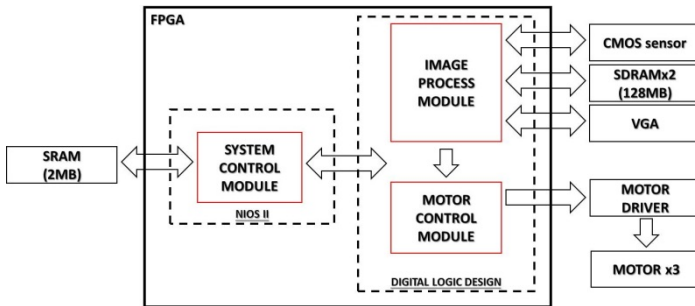 FPGA
IMAGE
PROCESS
MODULE
CMOS sensor
SDRAMx2
(128MB)
VGA
SRAM
(2MB)
SYSTEM
CONTROL
MODULE
NIOS II
MOTOR
CONTROL
MODULE
DIGITAL LOGIC DESIGN
MOTOR
DRIVER
MOTOR x3